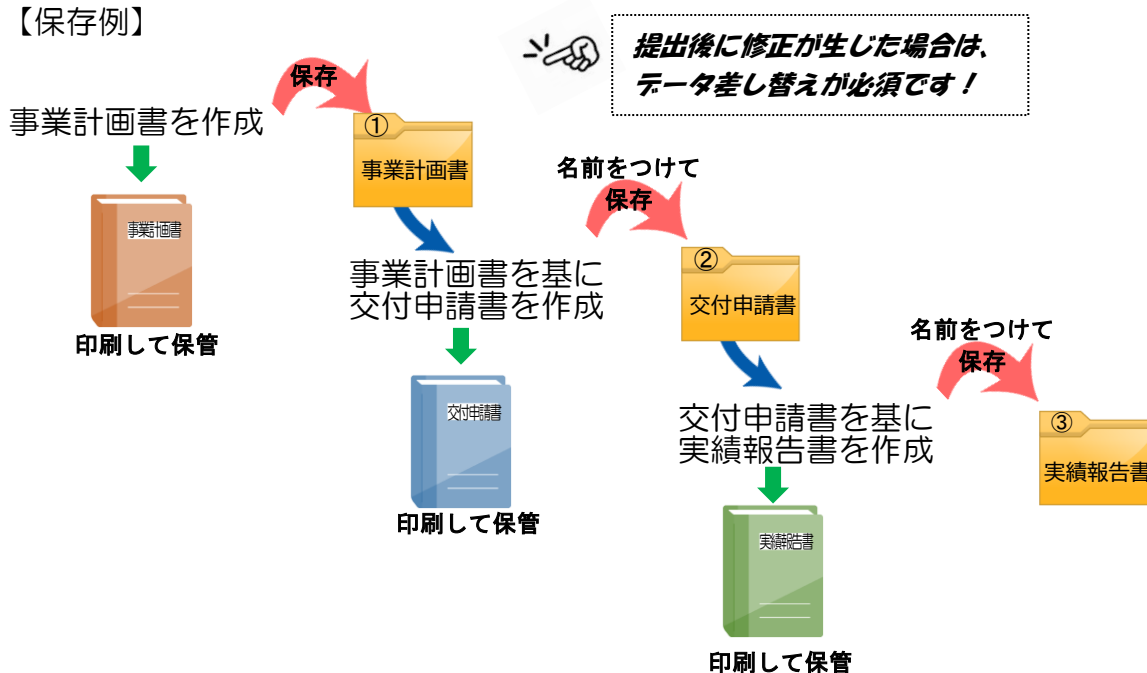 【保存例】
提出後に修正が生じた場合は、
データ差し替えが必須です！
保存
事業計画書を作成
①
事業計画書
事業計画書
印刷して保管
名前をつけて
保存
事業計画書を基に
交付申請書を作成
②
交付申請書
交付申請書
印刷して保管
名前をつけて
保存
交付申請書を基に
実績報告書を作成
③
実績報告書
実績報告書
印刷して保管